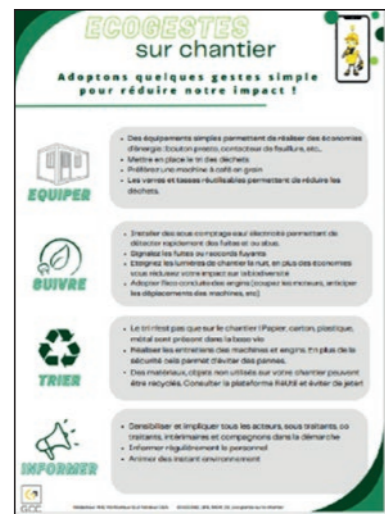 ECOGESTES
sur chantier
Adoptons quelques gestes simple
pour réduire notre impact !
EQUIPER
• Des équipements simples permettent de réaliser des économies
d'énergie : bouton presto, contacteur de feuillure, etc..
• Mettre en place le tri des déchets
• Préférez une machine à café en grain
• Les verres et tasses réutilisables permettent de réduire les
déchets.
SUIVRE
• Installer des sous comptage eau/ électricité permettant de
détecter rapidement des fuites et ou abus.
• Signalez les fuites ou raccords fuyants
• Eteignez les lumières de chantier la nuit, en plus des économies
vous réduisez votre impact sur la biodiversité
• Adopter l'éco conduite des engins (coupez les moteurs, anticiper
les déplacements des machines, etc)
TRIER
• Le tri n'est pas que sur le chantier ! Papier, carton, plastique,
métal sont présent dans la base vie
• Réaliser les entretiens des machines et engins. En plus de la
sécurité cela permet d'éviter des pannes.
• Des matériaux, objets non utilisés sur votre chantier peuvent
être recyclés. Consulter la plateforme RéUtil et éviter de jeter!
INFORMER
• Sensibiliser et impliquer tous les acteurs, sous traitants, co
traitants, intérimaires et compagnons dans la démarche
• Informer régulièrement le personnel
• Animer des instant environnement
GCC